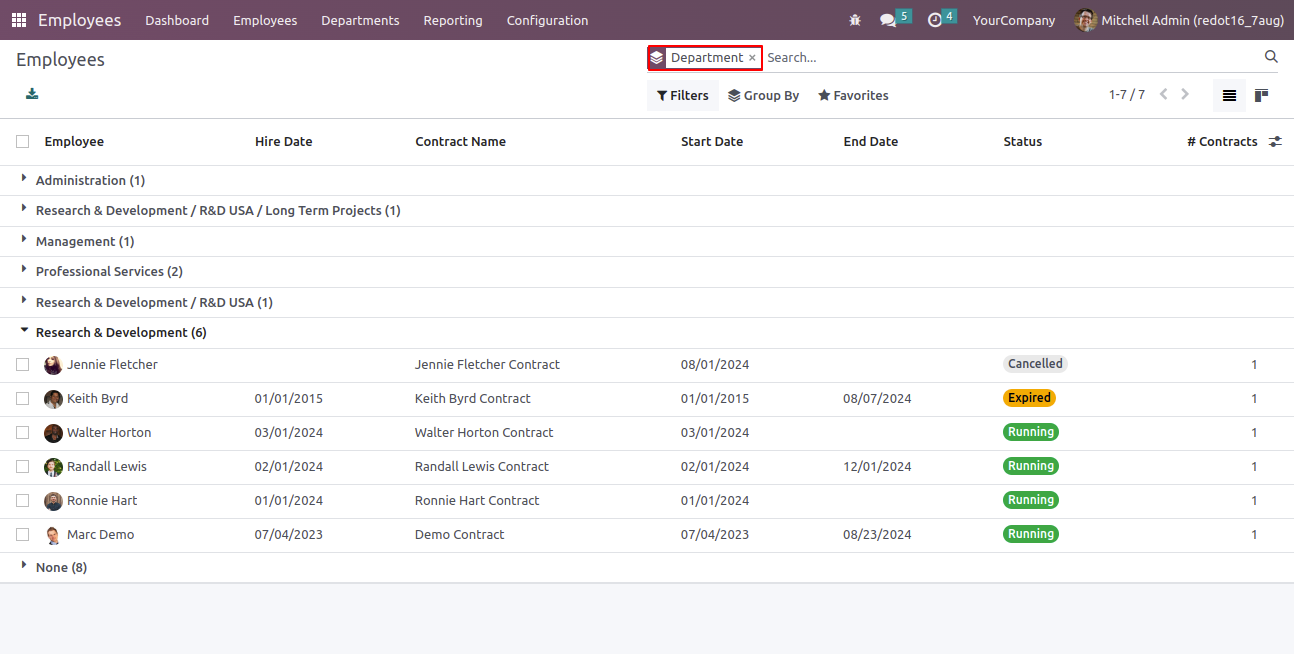 Employees Dashboard Employees Departments Reporting Configuration 5 4 YourCompany Mitchell Admin (redot16_7aug)
Employees
Department × Search...
Filters Group By Favorites 1-7 / 7
Employee Hire Date Contract Name Start Date End Date Status # Contracts
Administration (1)
Research & Development / R&D USA / Long Term Projects (1)
Management (1)
Professional Services (2)
Research & Development / R&D USA (1)
Research & Development (6)
Jennie Fletcher Jennie Fletcher Contract 08/01/2024 Cancelled 1
Keith Byrd 01/01/2015 Keith Byrd Contract 01/01/2015 08/07/2024 Expired 1
Walter Horton 03/01/2024 Walter Horton Contract 03/01/2024 Running 1
Randall Lewis 02/01/2024 Randall Lewis Contract 02/01/2024 12/01/2024 Running 1
Ronnie Hart 01/01/2024 Ronnie Hart Contract 01/01/2024 Running 1
Marc Demo 07/04/2023 Demo Contract 07/04/2023 08/23/2024 Running 1
None (8)